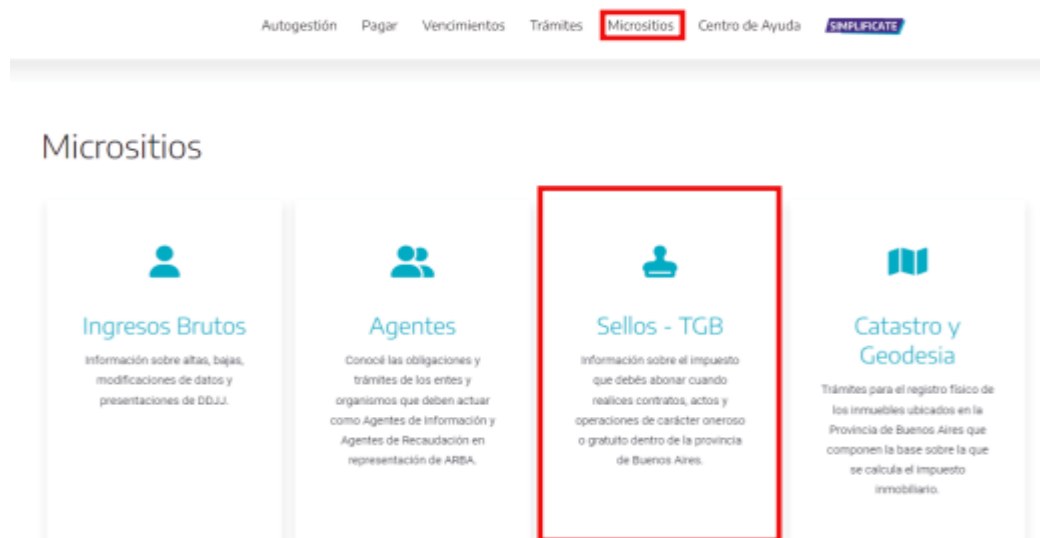 Autogestión Pagar Vencimientos Trámites Micrositios Centro de Ayuda SIMPLIFICATE
Micrositios
Ingresos Brutos
Información sobre altas, bajas,
modificaciones de datos y
presentaciones de DDJJ.
Agentes
Conocé las obligaciones y
trámites de los entes y
organismos que deben actuar
como Agentes de Información y
Agentes de Recaudación en
representación de ARBA.
Sellos - TGB
Información sobre el impuesto
que debés abonar cuando
realices contratos, actos y
operaciones de carácter oneroso
o gratuito dentro de la provincia
de Buenos Aires.
Catastro y
Geodesia
Trámites para el registro físico de
los inmuebles ubicados en la
Provincia de Buenos Aires que
componen la base sobre la que
se calcula el impuesto
inmobiliario.